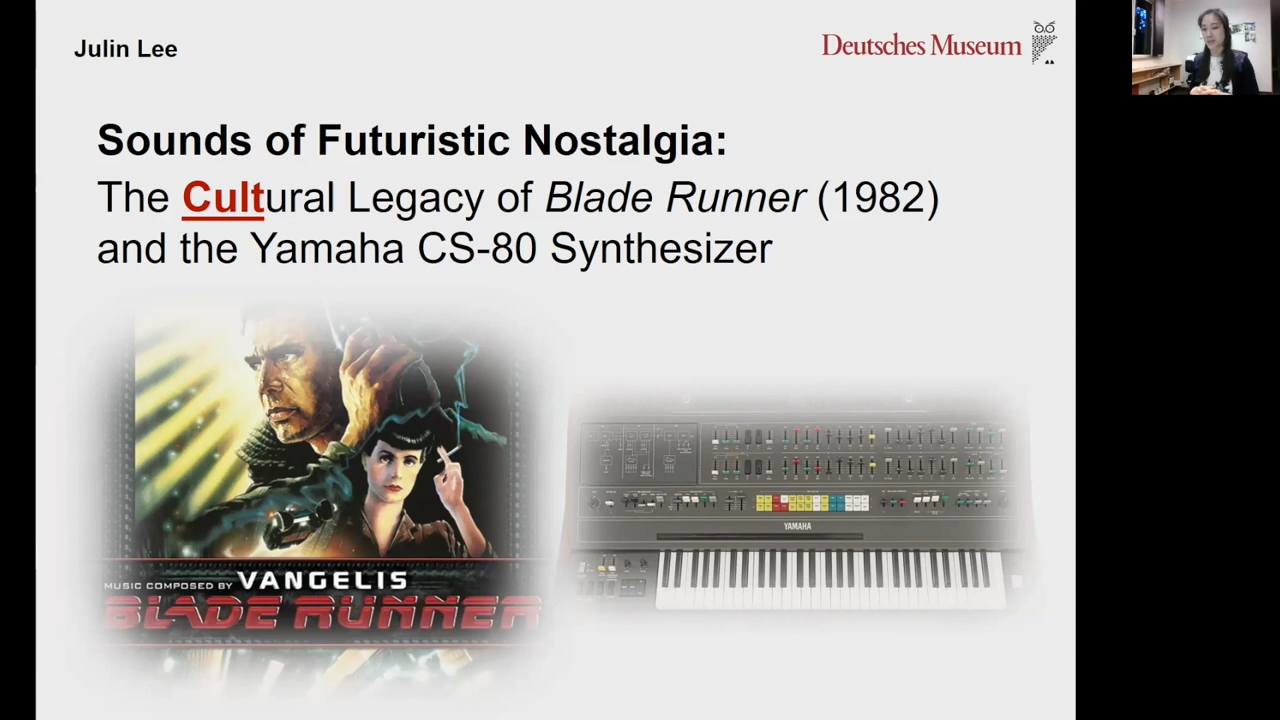 Julin Lee
Deutsches Museum
Sounds of Futuristic Nostalgia:
The Cultural Legacy of Blade Runner (1982)
and the Yamaha CS-80 Synthesizer
MUSIC COMPOSED BY VANGELIS
BLADE RUNNER
YAMAHA